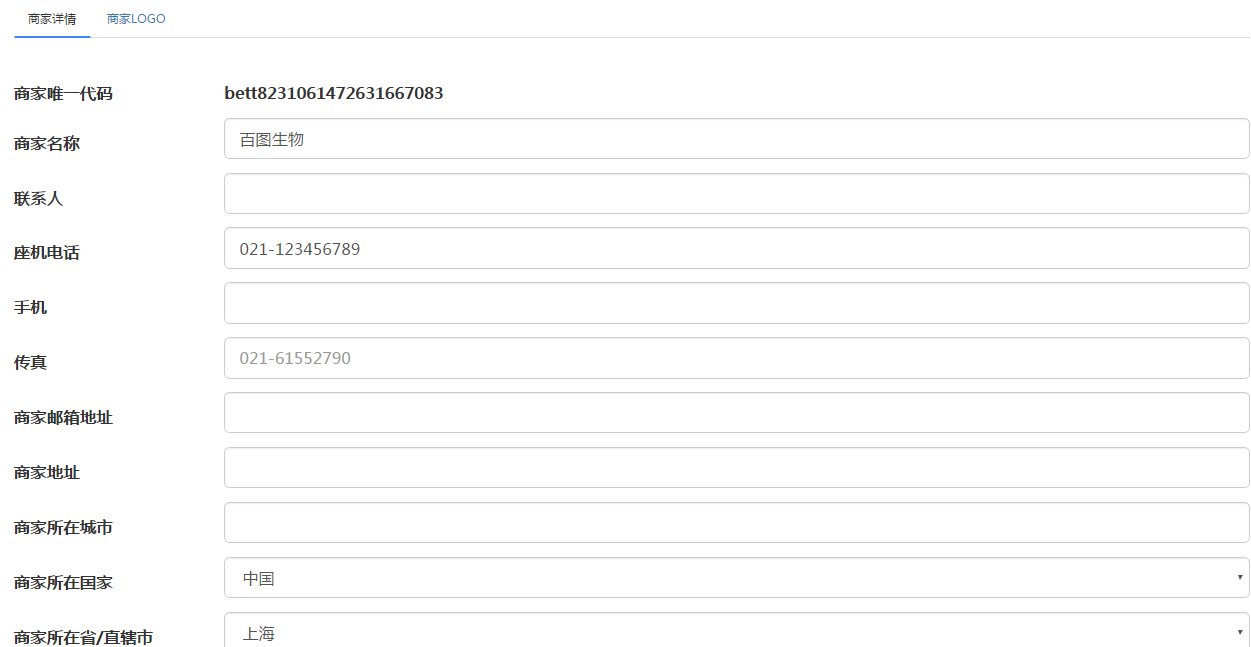 商家详情 商家LOGO
商家唯一代码 bett8231061472631667083
商家名称 百图生物
联系人
座机电话 021-123456789
手机
传真 021-61552790
商家邮箱地址
商家地址
商家所在城市
商家所在国家 中国
商家所在省/直辖市 上海